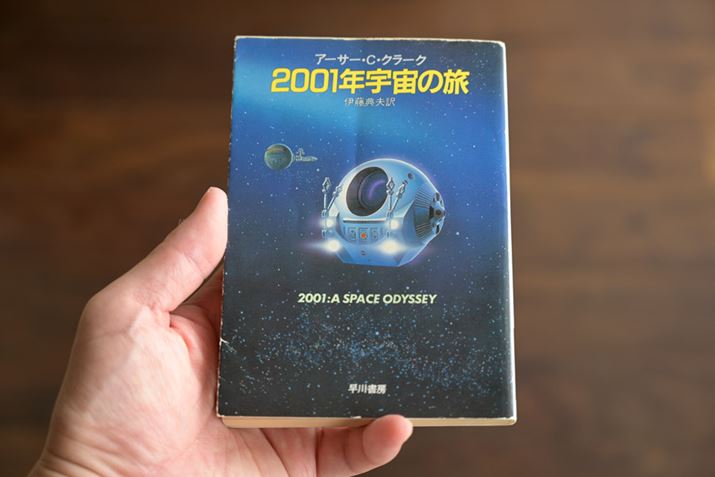 アーサー・C・クラーク
2001年宇宙の旅
伊藤典夫訳
2001:A SPACE ODYSSEY
早川書房